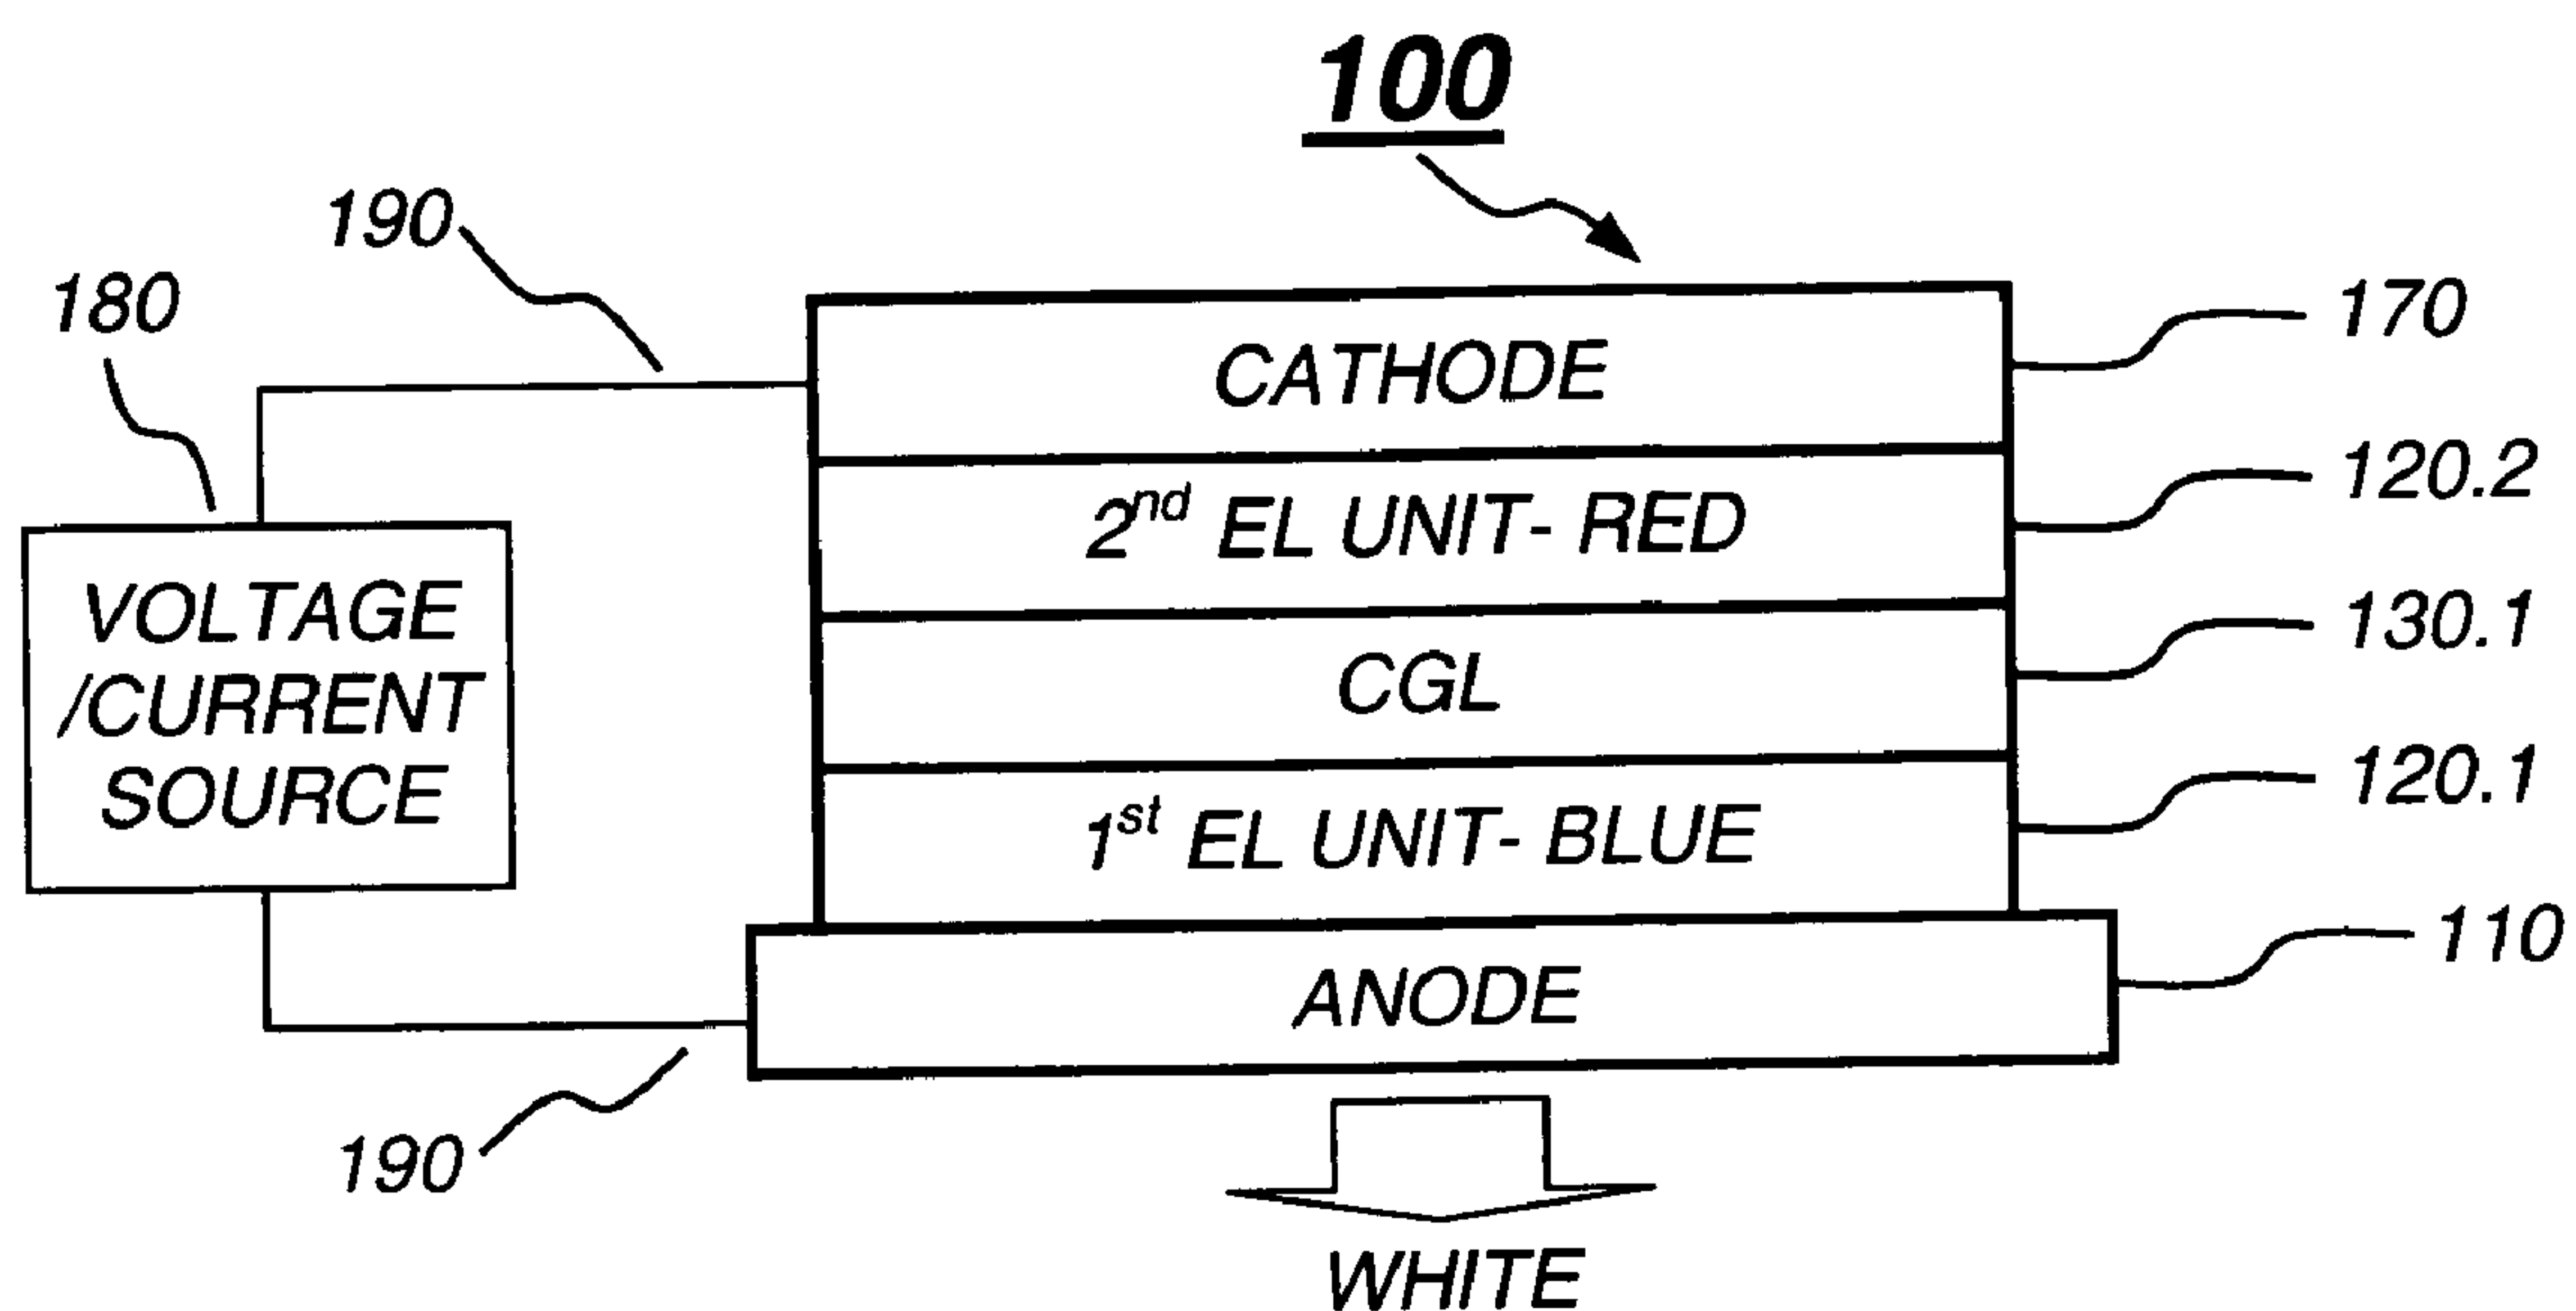 100
190
180
CATHODE
170
2nd EL UNIT- RED
120.2
VOLTAGE
/CURRENT
SOURCE
CGL
130.1
1st EL UNIT- BLUE
120.1
ANODE
110
190
WHITE